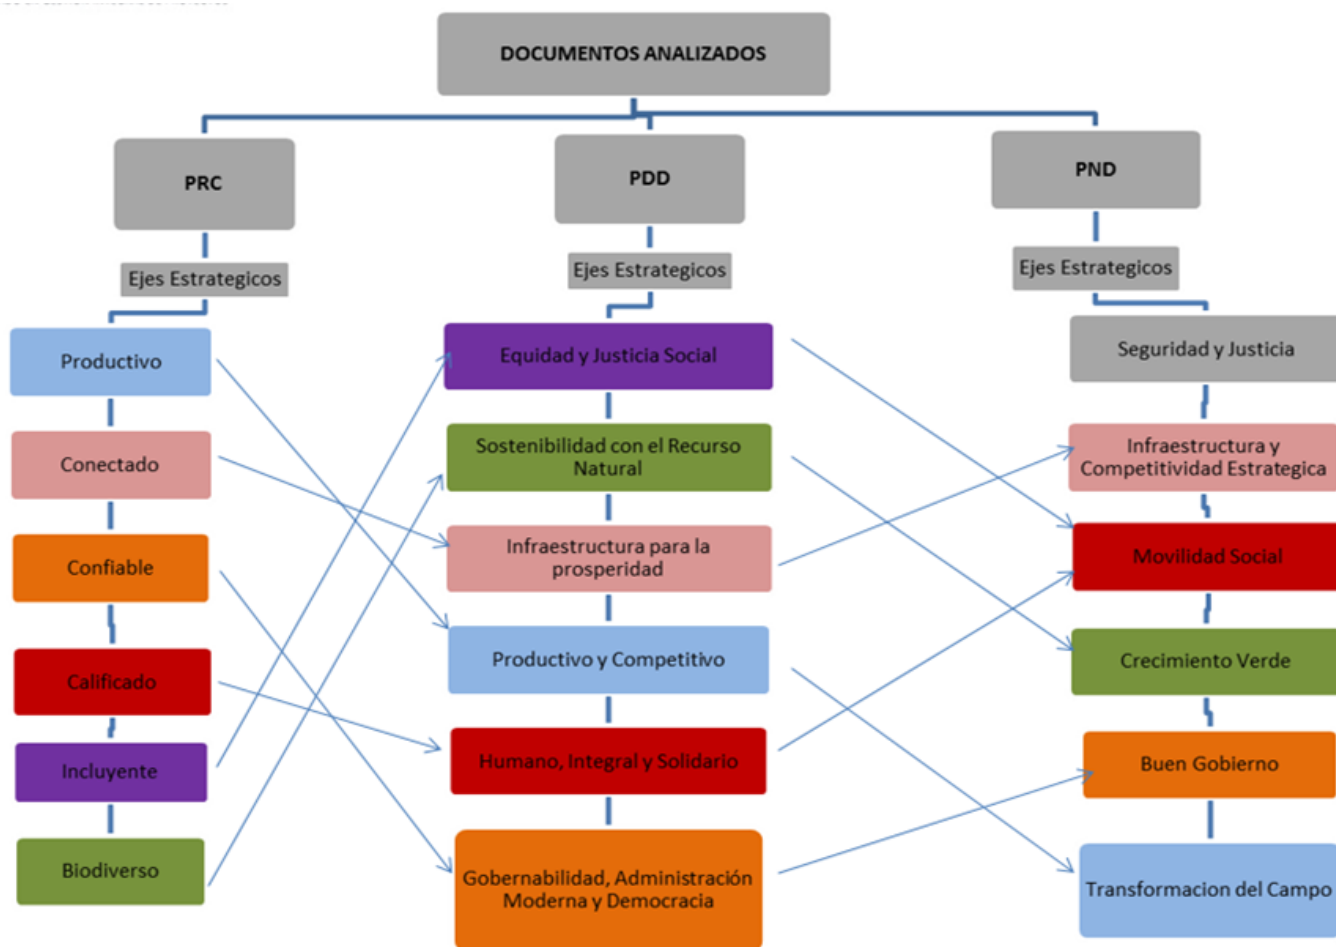 DOCUMENTOS ANALIZADOS
PRC
PDD
PND
Ejes Estrategicos
Ejes Estrategicos
Ejes Estrategicos
Productivo
Conectado
Confiable
Calificado
Incluyente
Biodiverso
Equidad y Justicia Social
Sostenibilidad con el Recurso
Natural
Infraestructura para la
prosperidad
Productivo y Competitivo
Humano, Integral y Solidario
Gobernabilidad, Administración
Moderna y Democracia
Seguridad y Justicia
Infraestructura y
Competitividad Estrategica
Movilidad Social
Crecimiento Verde
Buen Gobierno
Transformacion del Campo